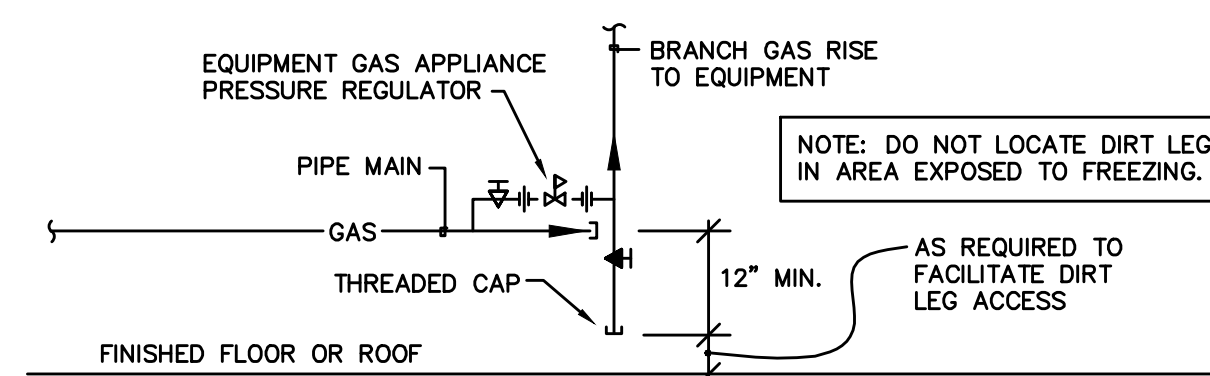 BRANCH GAS RISE
TO EQUIPMENT
EQUIPMENT GAS APPLIANCE
PRESSURE REGULATOR
NOTE: DO NOT LOCATE DIRT LEG
IN AREA EXPOSED TO FREEZING.
PIPE MAIN
GAS
AS REQUIRED TO
FACILITATE DIRT
LEG ACCESS
THREADED CAP
12" MIN.
FINISHED FLOOR OR ROOF